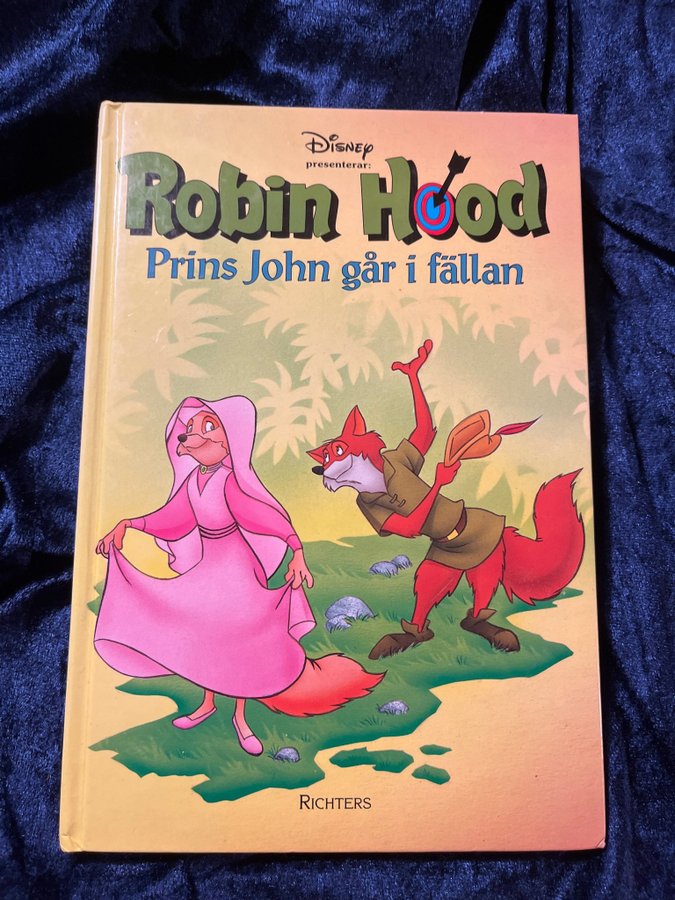 Disney
presenterar:
Robin Hood
Prins John går i fällan
RICHTERS